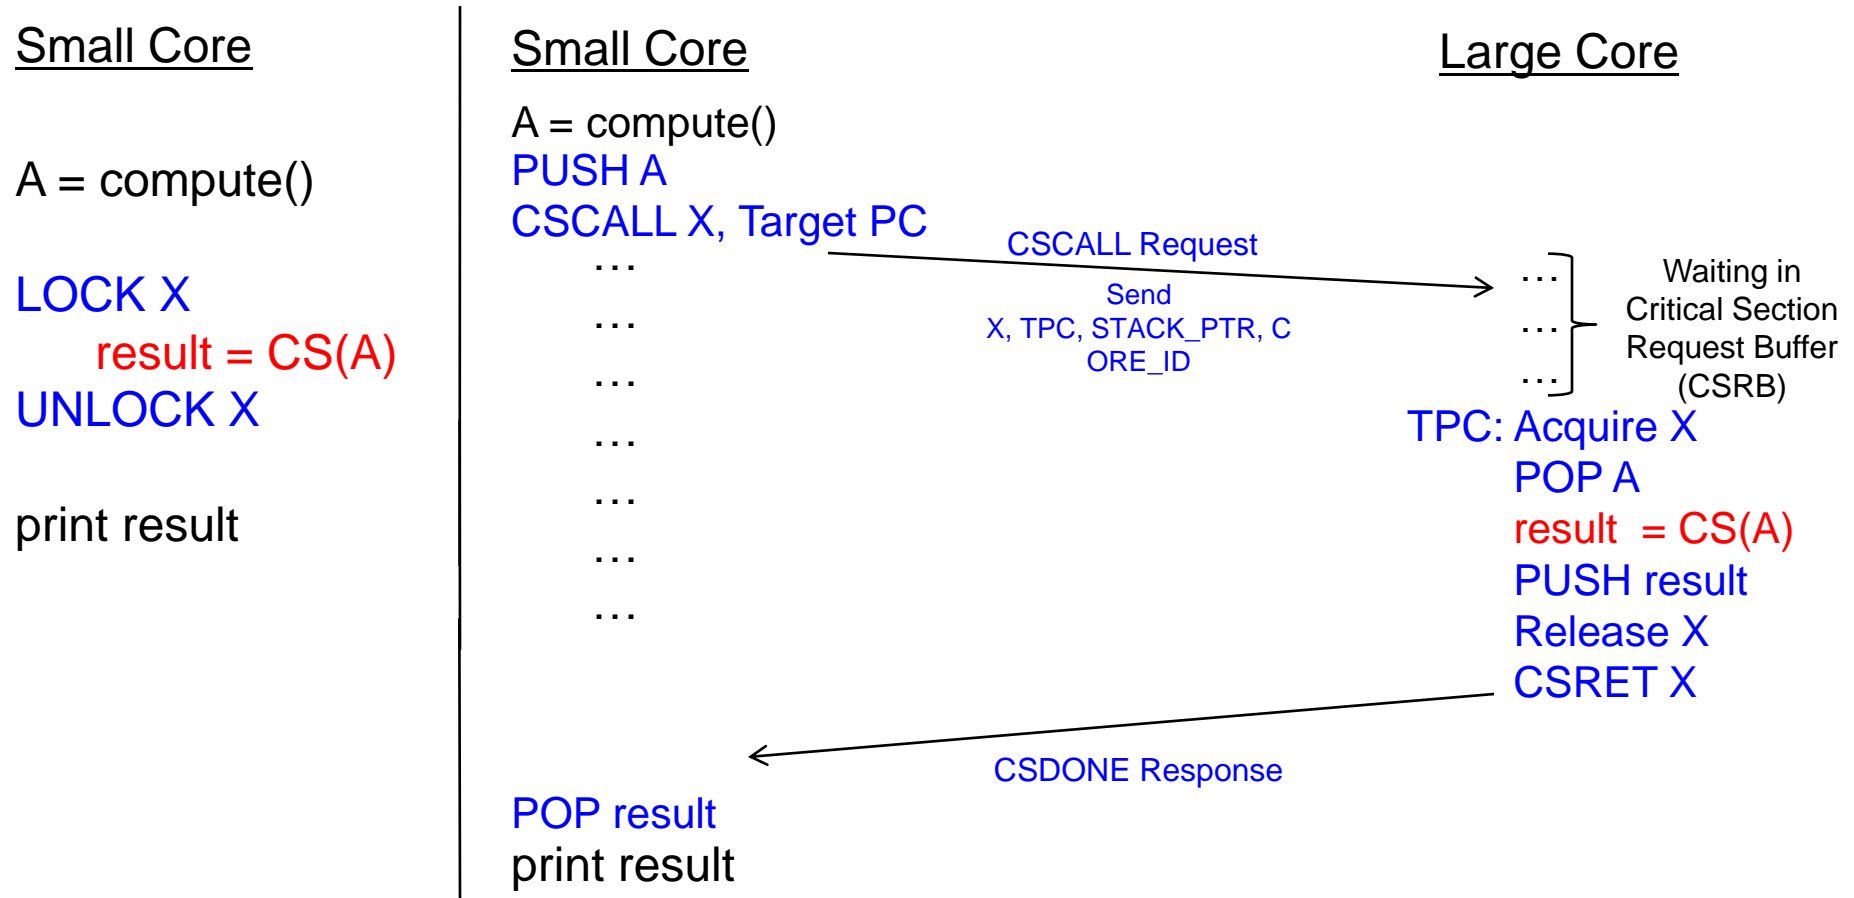 Small Core
A = compute()
LOCK X
result = CS(A)
UNLOCK X
print result
Small Core
A = compute()
PUSH A
CSCALL X, Target PC
…
…
…
…
…
…
…
POP result
print result
CSCALL Request
Send
X, TPC, STACK_PTR, C
ORE_ID
CSDONE Response
Large Core
…
…
…
Waiting in
Critical Section
Request Buffer
(CSRB)
TPC: Acquire X
POP A
result = CS(A)
PUSH result
Release X
CSRET X